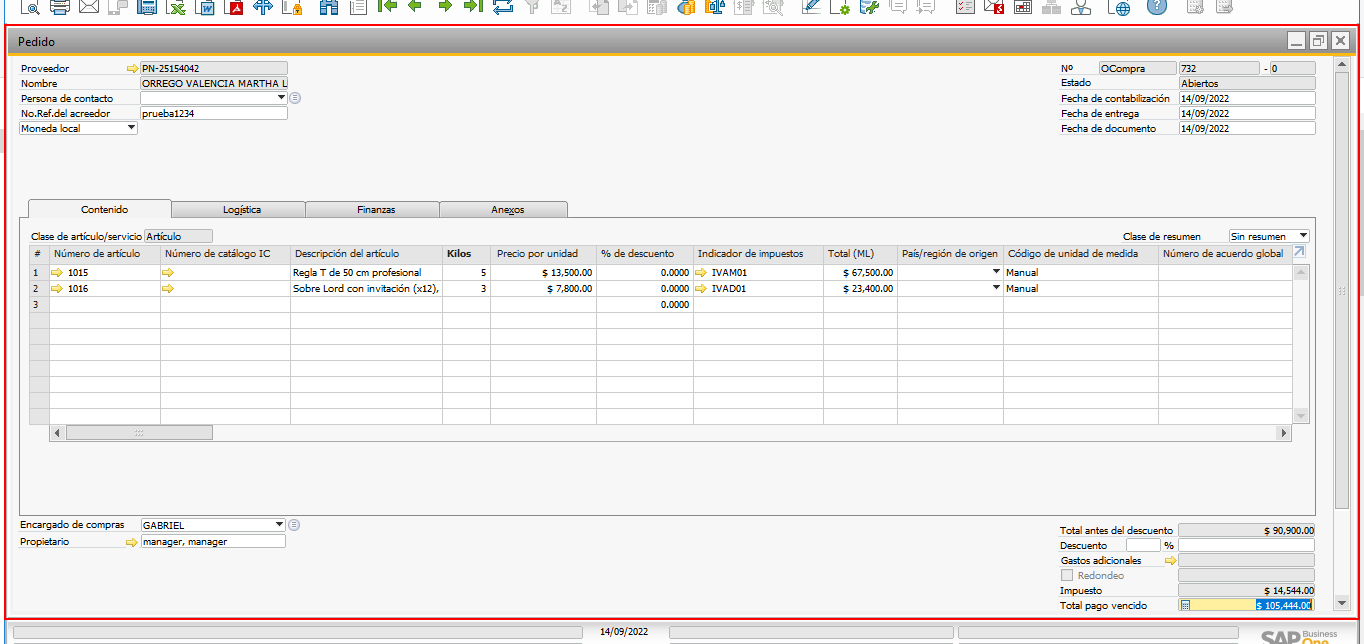 Pedido
Proveedor PN-25154042
Nombre ORREGO VALENCIA MARTHA L
Persona de contacto
No.Ref.del acreedor prueba1234
Moneda local
Nº OCompra 732 - 0
Estado Abiertos
Fecha de contabilización 14/09/2022
Fecha de entrega 14/09/2022
Fecha de documento 14/09/2022
Contenido Logística Finanzas Anexos
Clase de artículo/servicio Artículo Clase de resumen Sin resumen
# Número de artículo Número de catálogo IC Descripción del artículo Kilos Precio por unidad % de descuento Indicador de impuestos Total (ML) País/región de origen Código de unidad de medida Número de acuerdo global
1 1015 Regla T de 50 cm profesional 5 $ 13,500.00 0.0000 IVAM01 $ 67,500.00 Manual
2 1016 Sobre Lord con invitación (x12), 3 $ 7,800.00 0.0000 IVAD01 $ 23,400.00 Manual
3 0.0000
Encargado de compras GABRIEL
Propietario manager, manager
Total antes del descuento $ 90,900.00
Descuento %
Gastos adicionales
Redondeo
Impuesto $ 14,544.00
Total pago vencido $ 105,444.00
14/09/2022
SAP Business One